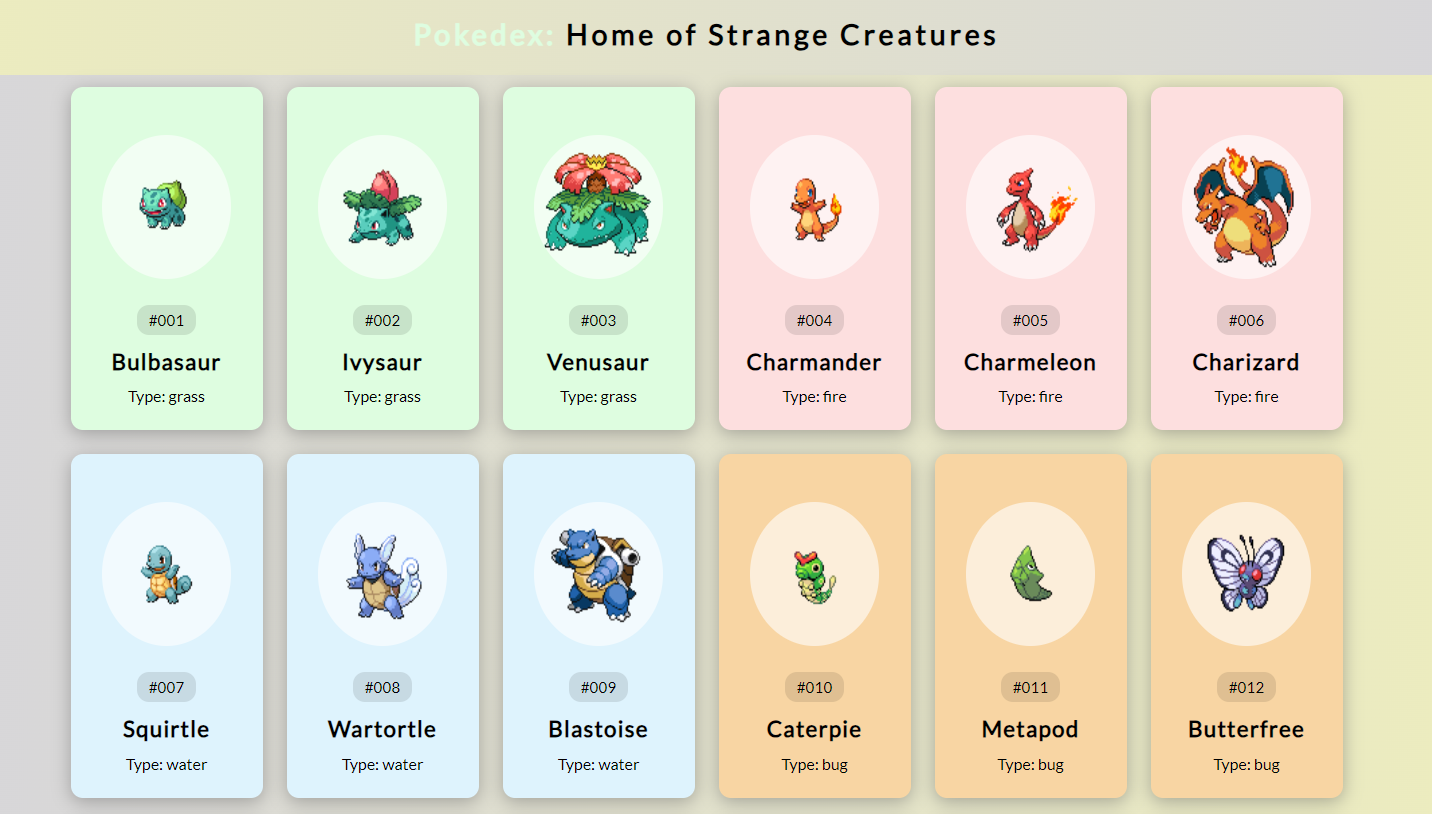 Pokedex: Home of Strange Creatures
#001
Bulbasaur
Type: grass
#002
Ivysaur
Type: grass
#003
Venusaur
Type: grass
#004
Charmander
Type: fire
#005
Charmeleon
Type: fire
#006
Charizard
Type: fire
#007
Squirtle
Type: water
#008
Wartortle
Type: water
#009
Blastoise
Type: water
#010
Caterpie
Type: bug
#011
Metapod
Type: bug
#012
Butterfree
Type: bug